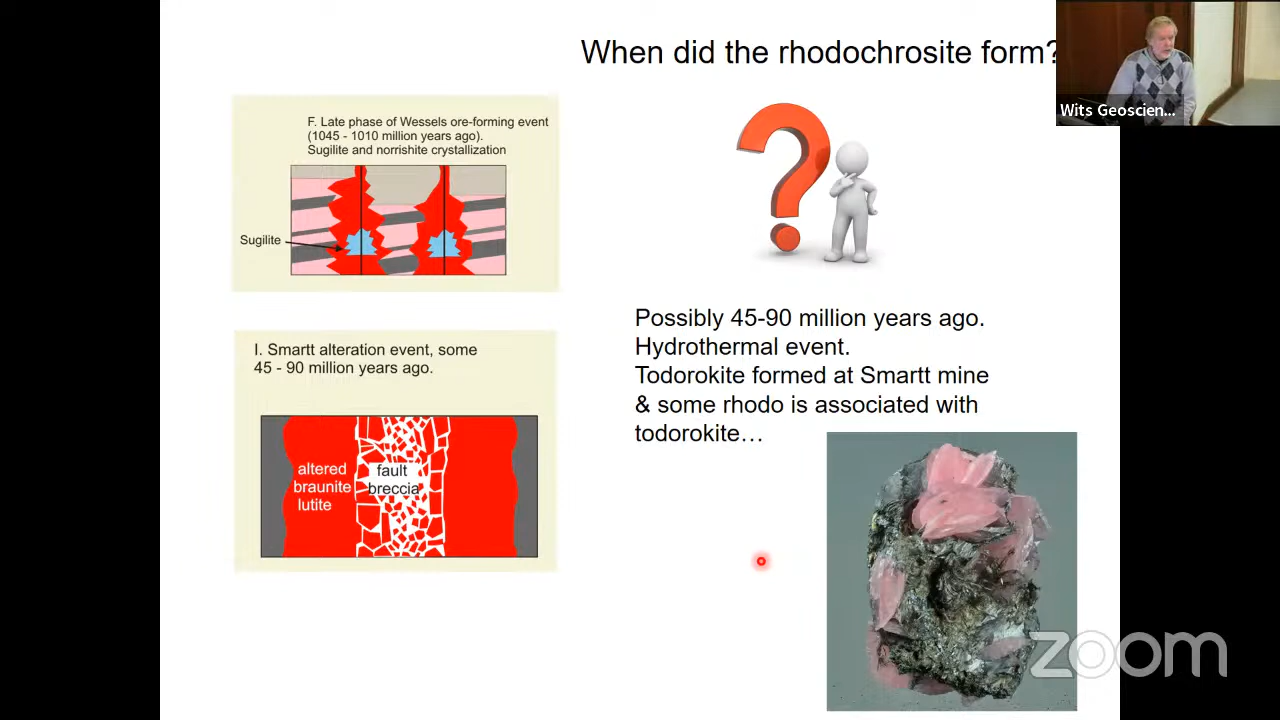 When did the rhodochrosite form?
Wits Geoscien...
F. Late phase of Wessels ore-forming event
(1045 - 1010 million years ago).
Sugilite and norrishite crystallization
Sugilite
I. Smartt alteration event, some
45 - 90 million years ago.
altered
braunite
lutite
fault
breccia
Possibly 45-90 million years ago.
Hydrothermal event.
Todorokite formed at Smartt mine
& some rhodo is associated with
todorokite…
zoom